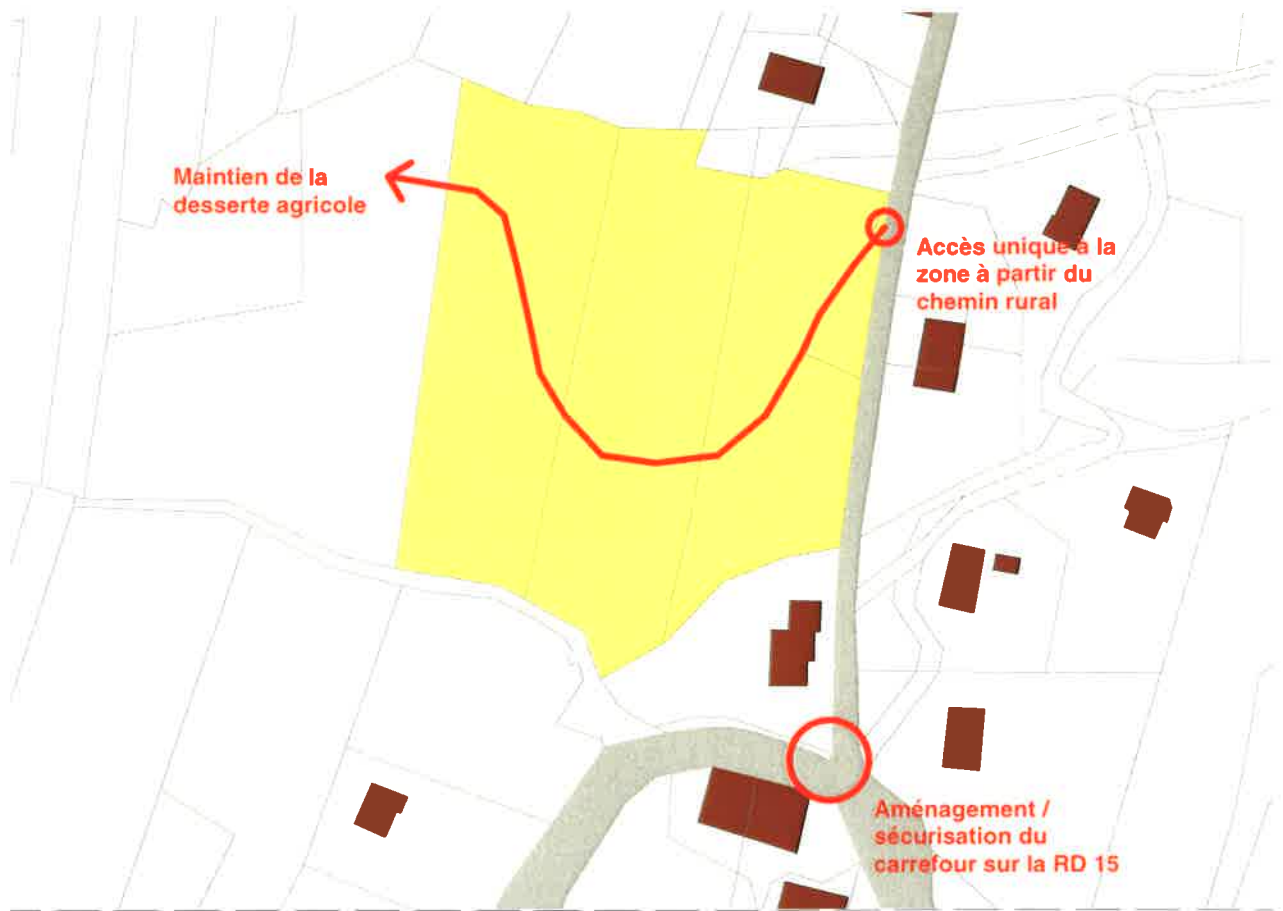 Maintien de la
desserte agricole
Accès unique à la
zone à partir du
chemin rural
Aménagement /
sécurisation du
carrefour sur la RD 15